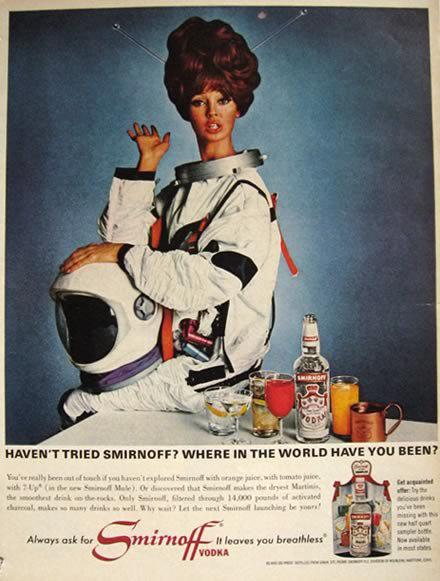 SMIRNOFF
VODKA
HAVEN'T TRIED SMIRNOFF? WHERE IN THE WORLD HAVE YOU BEEN?
You've really been out of touch if you haven't explored Smirnoff with orange juice, with tomato juice,
with 7-Up® (in the new Smirnoff Mule). Or discovered that Smirnoff makes the dryest Martinis,
the smoothest drink on-the-rocks. Only Smirnoff, filtered through 14,000 pounds of activated
charcoal, makes so many drinks so well. Why wait? Let the next Smirnoff launching be yours!
Get acquainted
offer: Try the
delicious drinks
you've been
missing with this
new half quart
sampler bottle.
Now available
in most states.
Always ask for Smirnoff It leaves you breathless®
VODKA